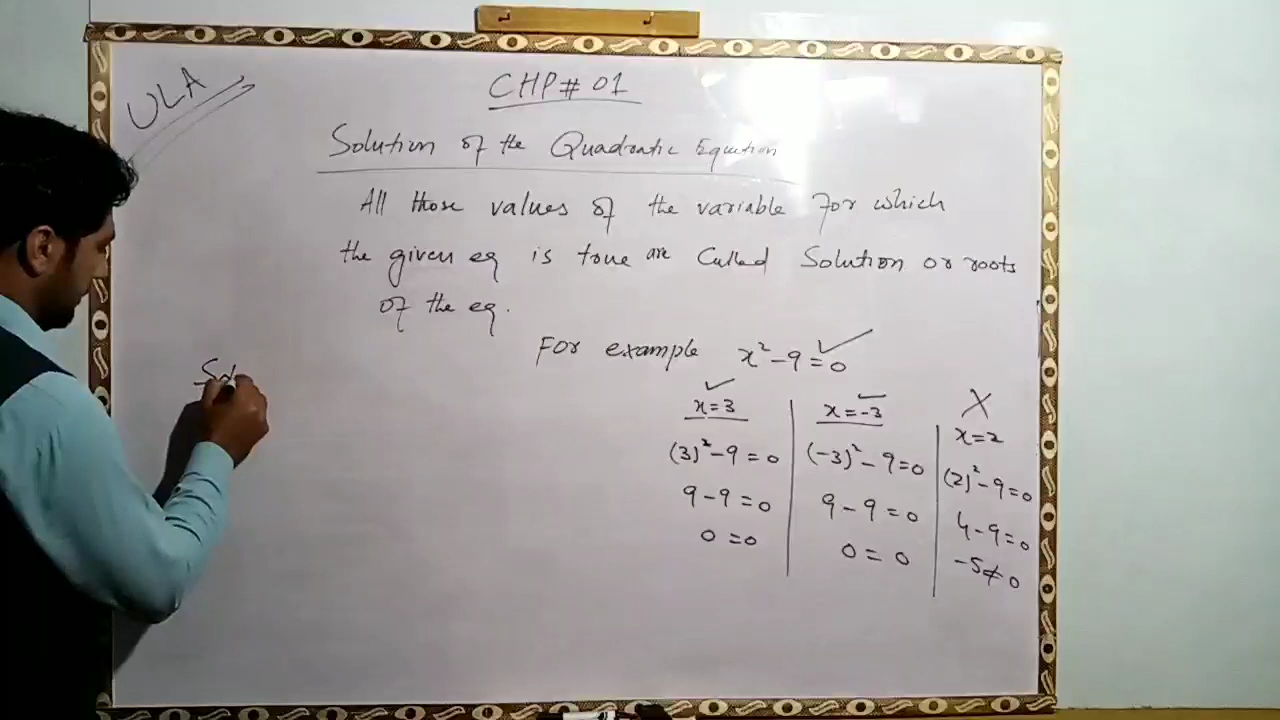 ULA
CHP# 01
Solution of the Quadratic Equation
All those values of the variable for which
the given eq is true are Called Solution or roots
of the eq.
For example x²-9=0
x=3
(3)²-9=0
9-9=0
0=0
x=-3
(-3)²-9=0
9-9=0
0=0
x=2
(2)²-9=0
4-9=0
-5≠0